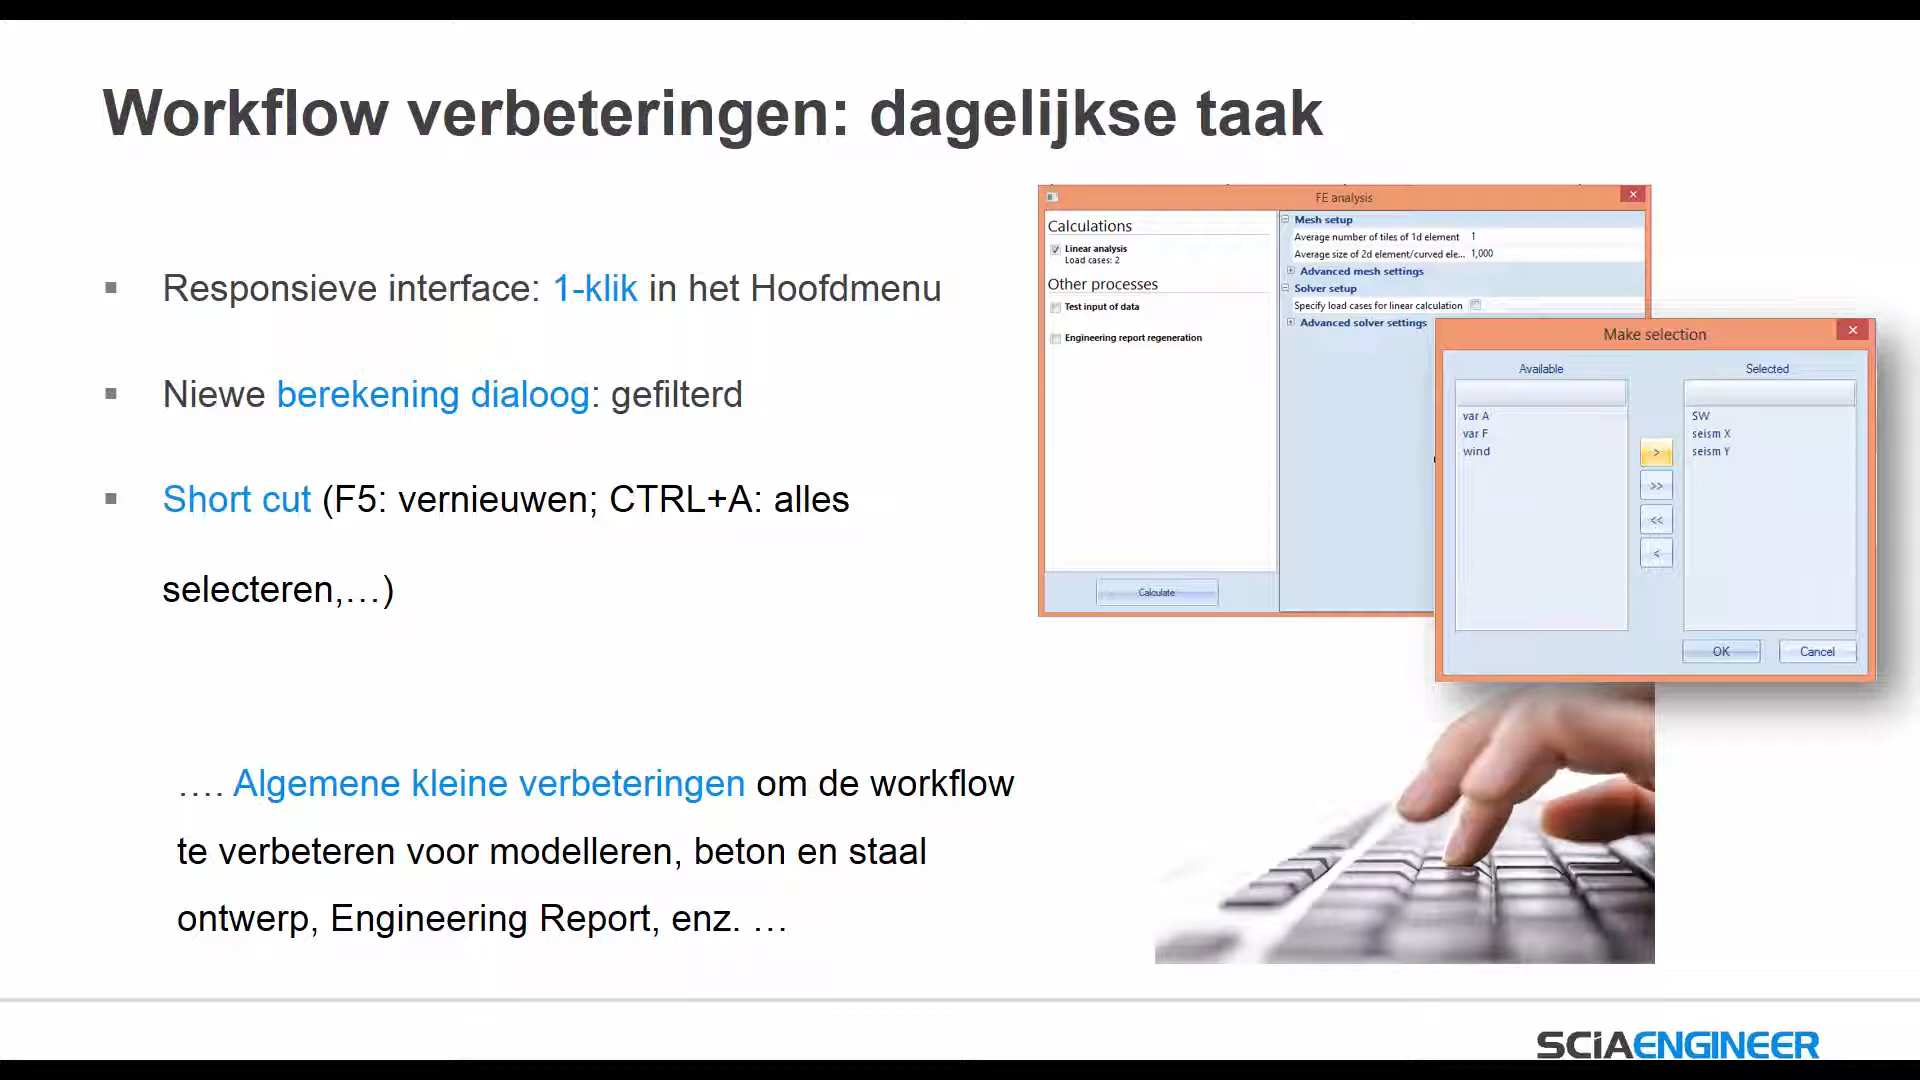 Workflow verbeteringen: dagelijkse taak
▪ Responsieve interface: 1-klik in het Hoofdmenu
▪ Niewe berekening dialoog: gefilterd
▪ Short cut (F5: vernieuwen; CTRL+A: alles
selecteren,…)
…. Algemene kleine verbeteringen om de workflow
te verbeteren voor modelleren, beton en staal
ontwerp, Engineering Report, enz. …
FE analysis
Calculations
Linear analysis
Load cases: 2
Other processes
Test input of data
Engineering report regeneration
Calculate
Mesh setup
Average number of tiles of 1d element 1
Average size of 2d element/curved ele... 1,000
Advanced mesh settings
Solver setup
Specify load cases for linear calculation
Advanced solver settings
Make selection
Available
var A
var F
wind
>
>>
<<
<
Selected
SW
seism X
seism Y
OK
Cancel
SCiAENGINEER